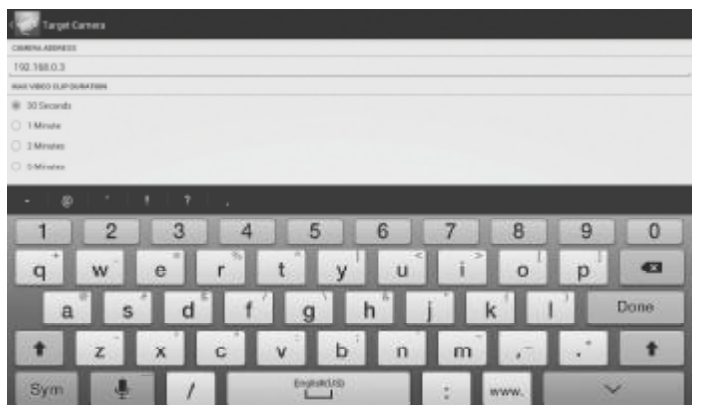 Target Camera
CAMERA ADDRESS
192.168.0.3
MAX VIDEO CLIP DURATION
30 Seconds
1 Minute
2 Minutes
5 Minutes
- @ ' ! ? ,
1 2 3 4 5 6 7 8 9 0
q w e r t y u i o p
a s d f g h j k l Done
z x c v b n m , .
Sym / English(US) : www.